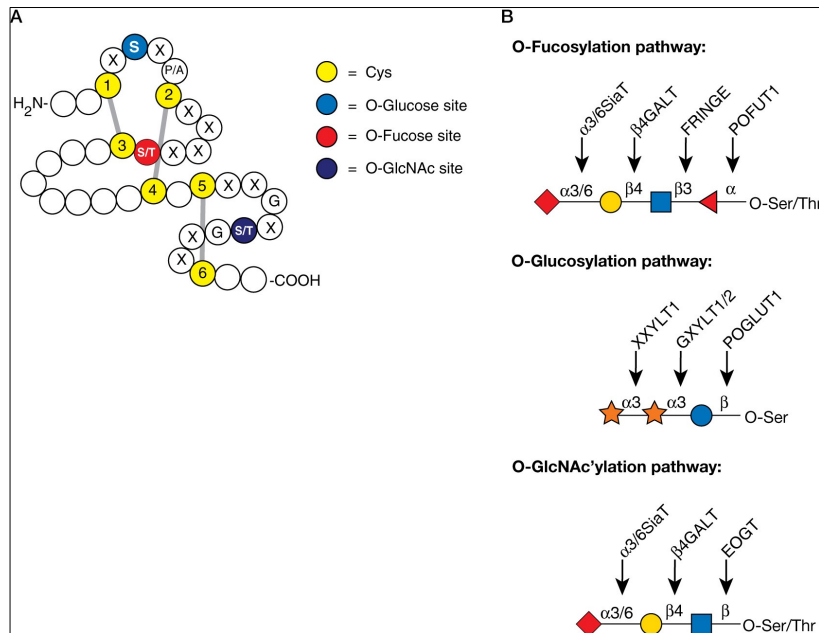 A
S
X
X
P/A
1
2
X
H2N-
X
3
S/T
X
X
4
5
X
X
G
X
G
S/T
X
X
6
-COOH
= Cys
= O-Glucose site
= O-Fucose site
= O-GlcNAc site
B
O-Fucosylation pathway:
α3/6SiaT
β4GALT
FRINGE
POFUT1
α3/6
β4
β3
α
O-Ser/Thr
O-Glucosylation pathway:
XXYLT1
GXYLT1/2
POGLUT1
α3
α3
β
O-Ser
O-GlcNAc'ylation pathway:
α3/6SiaT
β4GALT
EOGT
α3/6
β4
β
O-Ser/Thr